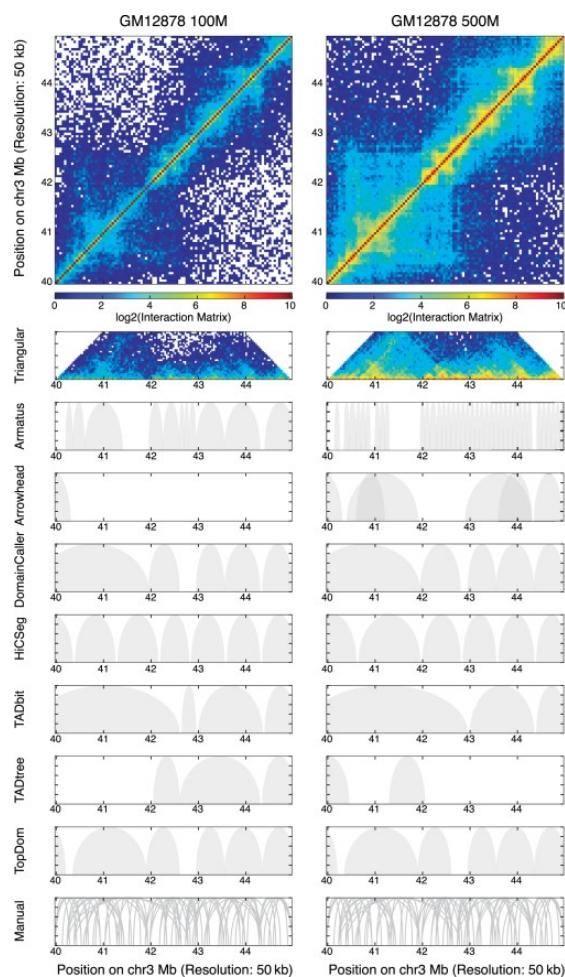 GM12878 100M GM12878 500M
Position on chr3 Mb (Resolution: 50 kb)
44
43
42
41
40
0 2 4 6 8 10 0 2 4 6 8 10
log2(Interaction Matrix) log2(Interaction Matrix)
Triangular
40 41 42 43 44 40 41 42 43 44
Armatus
40 41 42 43 44 40 41 42 43 44
Arrowhead
40 41 42 43 44 40 41 42 43 44
DomainCaller
40 41 42 43 44 40 41 42 43 44
HiCSeg
40 41 42 43 44 40 41 42 43 44
TADbit
40 41 42 43 44 40 41 42 43 44
TADtree
40 41 42 43 44 40 41 42 43 44
TopDom
40 41 42 43 44 40 41 42 43 44
Manual
40 41 42 43 44 40 41 42 43 44
Position on chr3 Mb (Resolution: 50 kb) Position on chr3 Mb (Resolution: 50 kb)